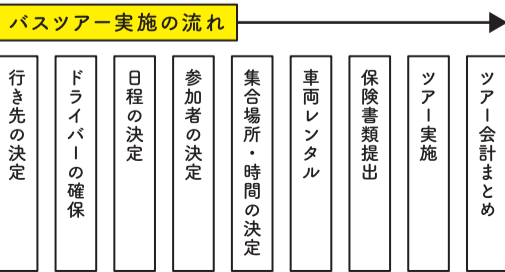 バスツアー実施の流れ
行き先の決定
ドライバーの確保
日程の決定
参加者の決定
集合場所・時間の決定
車両レンタル
保険書類提出
ツアー実施
ツアー会計まとめ